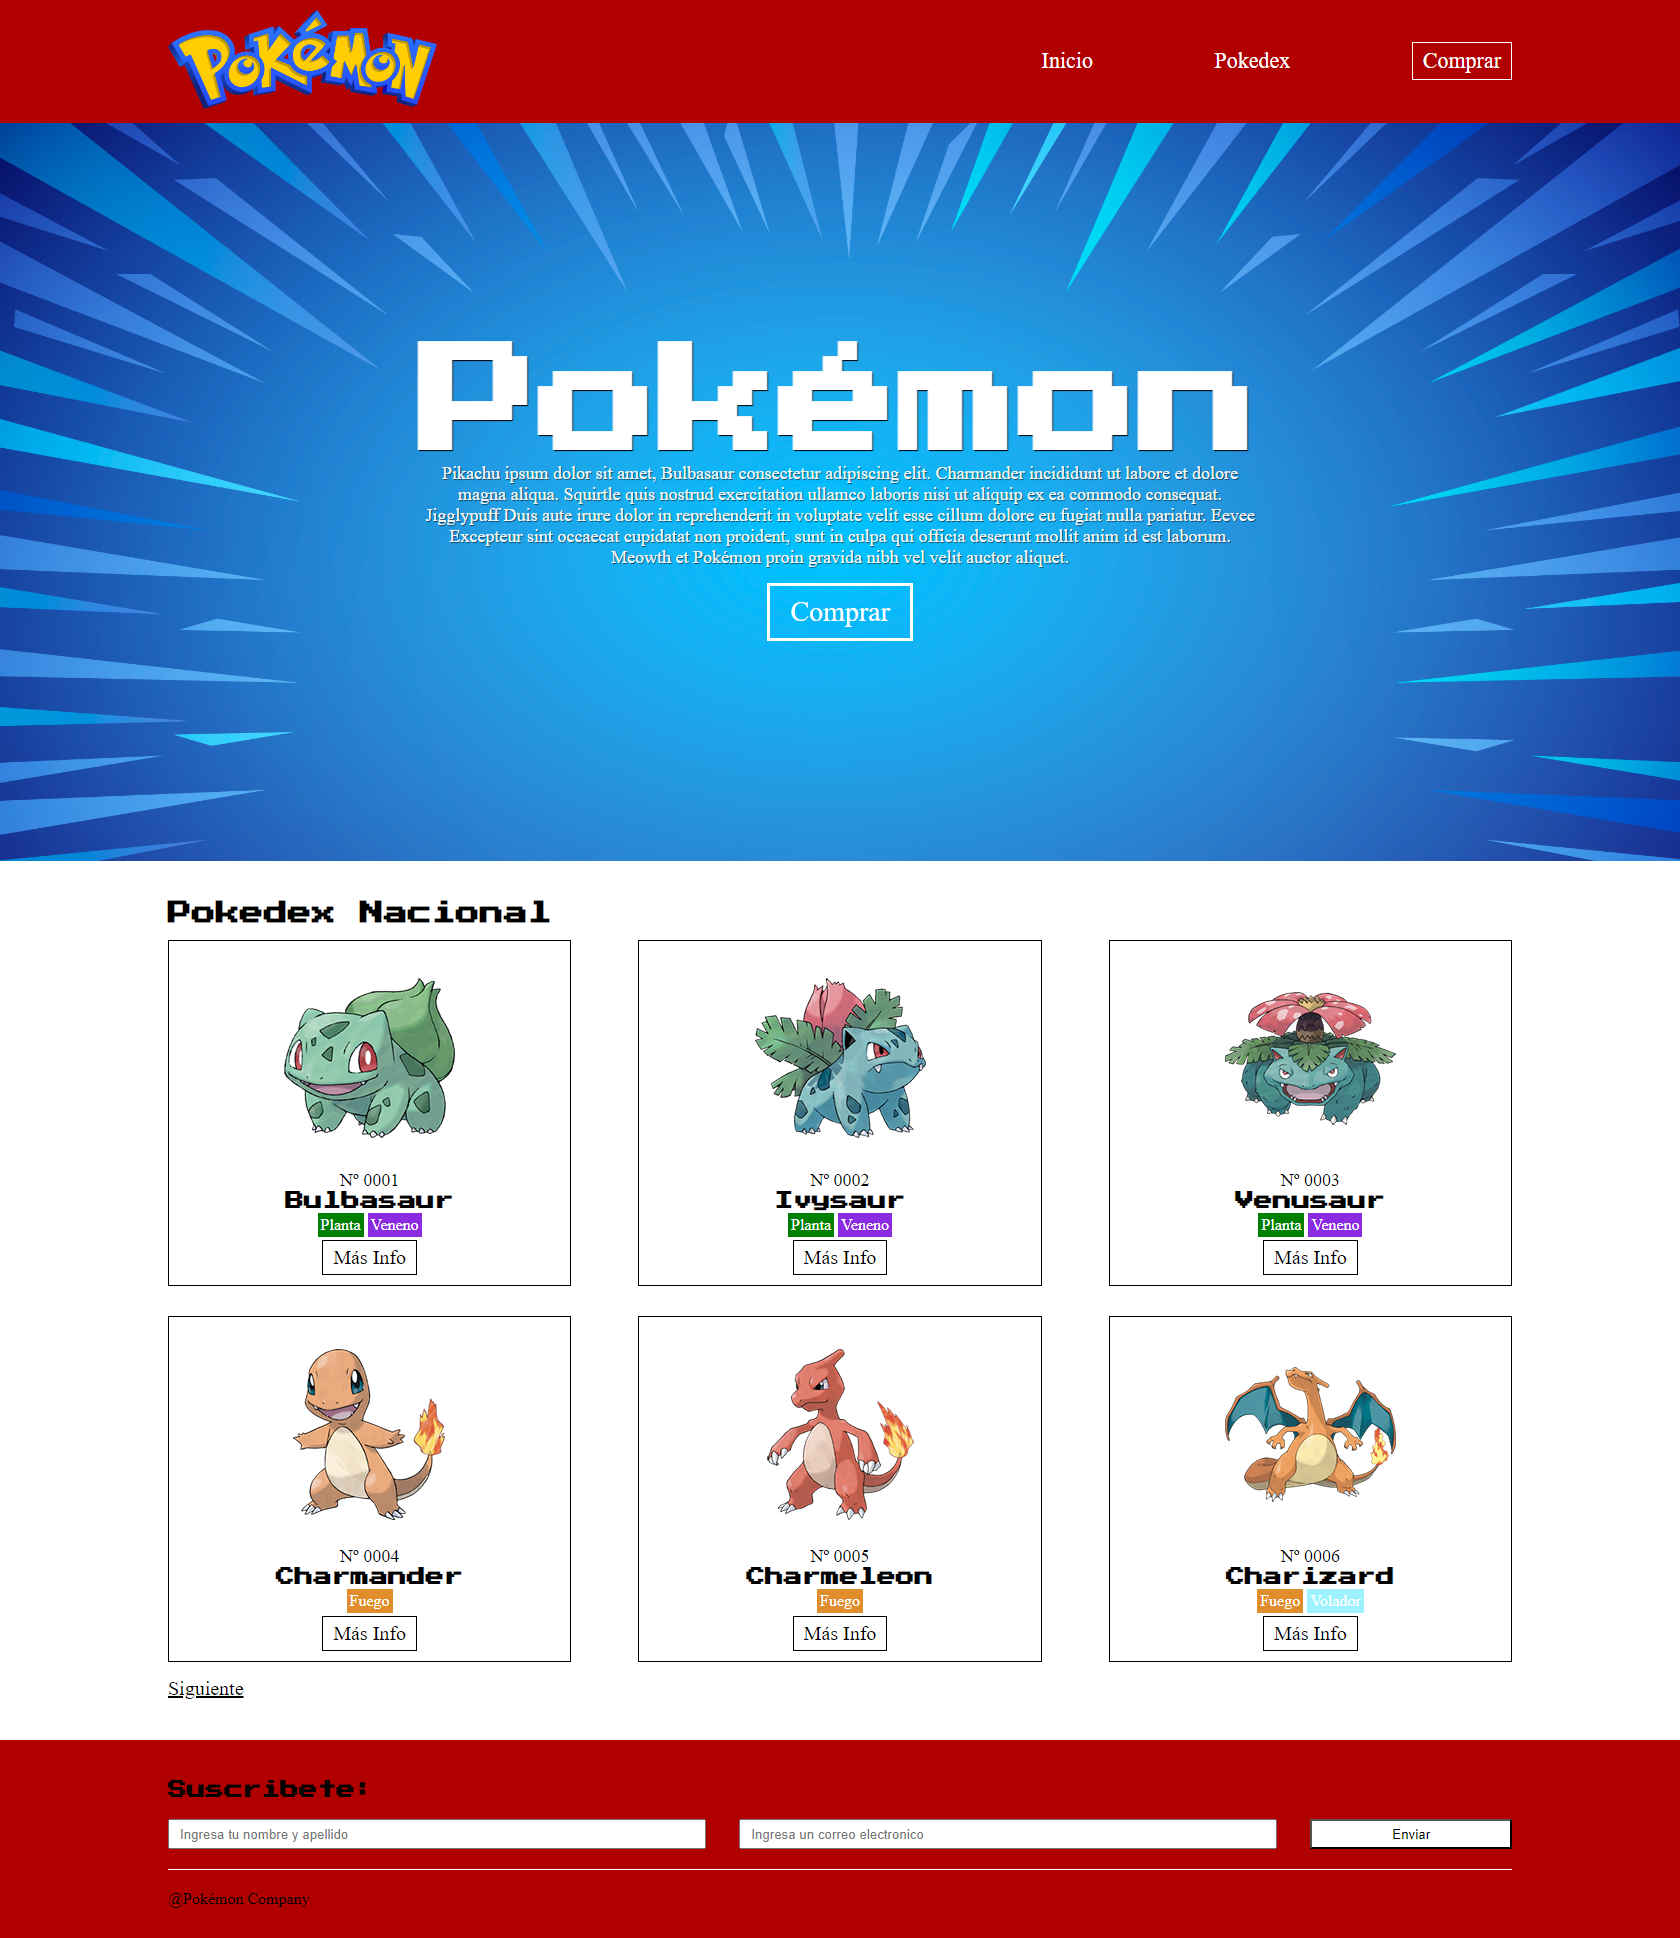 Pokémon
Inicio
Pokedex
Comprar
Pokémon
Pikachu ipsum dolor sit amet, Bulbasaur consectetur adipiscing elit. Charmander incididunt ut labore et dolore
magna aliqua. Squirtle quis nostrud exercitation ullamco laboris nisi ut aliquip ex ea commodo consequat.
Jigglypuff Duis aute irure dolor in reprehenderit in voluptate velit esse cillum dolore eu fugiat nulla pariatur. Eevee
Excepteur sint occaecat cupidatat non proident, sunt in culpa qui officia deserunt mollit anim id est laborum.
Meowth et Pokémon proin gravida nibh vel velit auctor aliquet.
Comprar
Pokedex Nacional
Nº 0001
Bulbasaur
Planta Veneno
Más Info
Nº 0002
Ivysaur
Planta Veneno
Más Info
Nº 0003
Venusaur
Planta Veneno
Más Info
Nº 0004
Charmander
Fuego
Más Info
Nº 0005
Charmeleon
Fuego
Más Info
Nº 0006
Charizard
Fuego Volador
Más Info
Siguiente
Suscribete:
Ingresa tu nombre y apellido
Ingresa un correo electronico
Enviar
@Pokémon Company